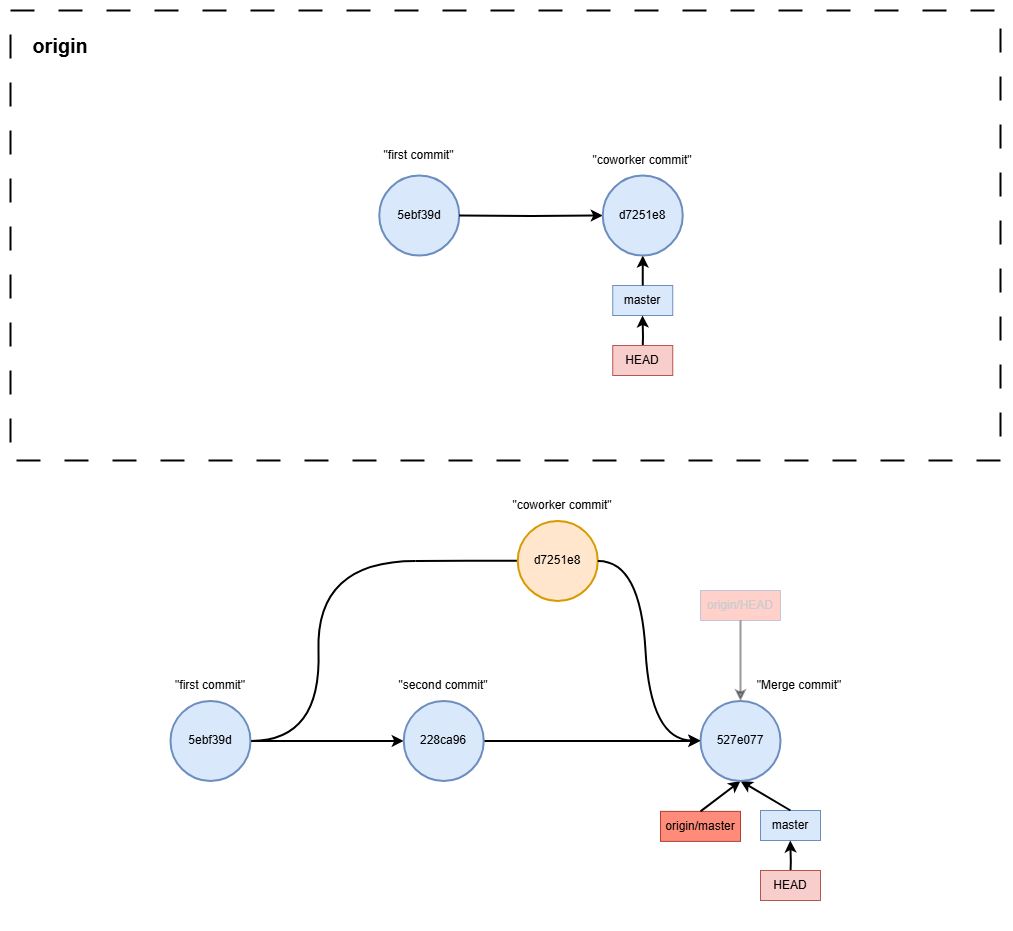 origin
"first commit"
"coworker commit"
5ebf39d
d7251e8
master
HEAD
"coworker commit"
d7251e8
origin/HEAD
"first commit"
"second commit"
"Merge commit"
5ebf39d
228ca96
527e077
origin/master
master
HEAD